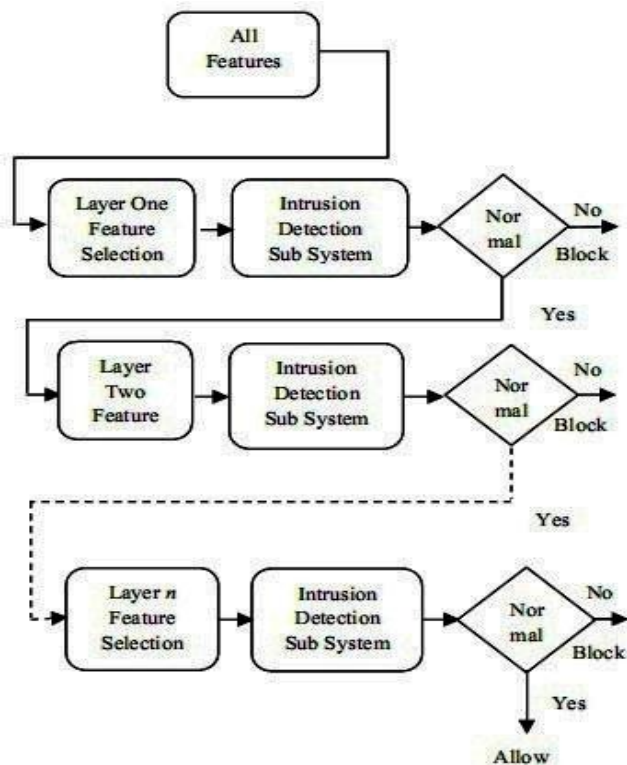 All
Features
Layer One
Feature
Selection
Intrusion
Detection
Sub System
Nor
mal
No
Block
Yes
Layer
Two
Feature
Intrusion
Detection
Sub System
Nor
mal
No
Block
Yes
Layer n
Feature
Selection
Intrusion
Detection
Sub System
Nor
mal
No
Block
Yes
Allow